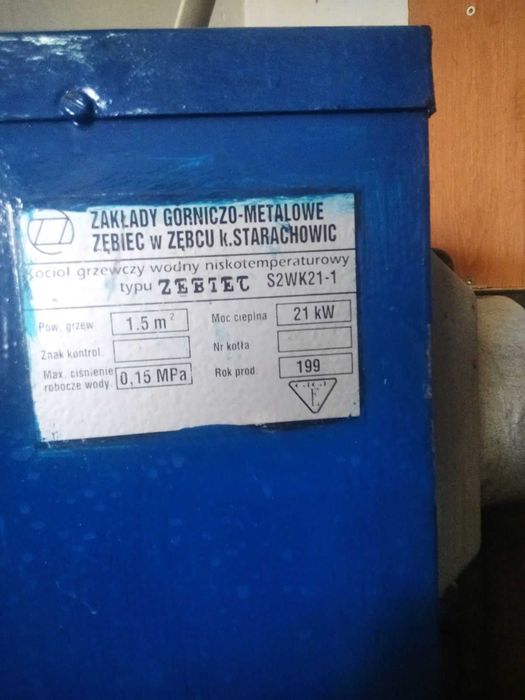 ZAKŁADY GÓRNICZO-METALOWE
ZĘBIEC w ZĘBCU k.STARACHOWIC
Kocioł grzewczy wodny niskotemperaturowy
typu ZĘBIEC S2WK21-1
Pow. grzew. 1.5 m² Moc cieplna 21 kW
Znak kontrol. Nr kotła
Max. ciśnienie robocze wody. 0,15 MPa Rok prod. 199
E